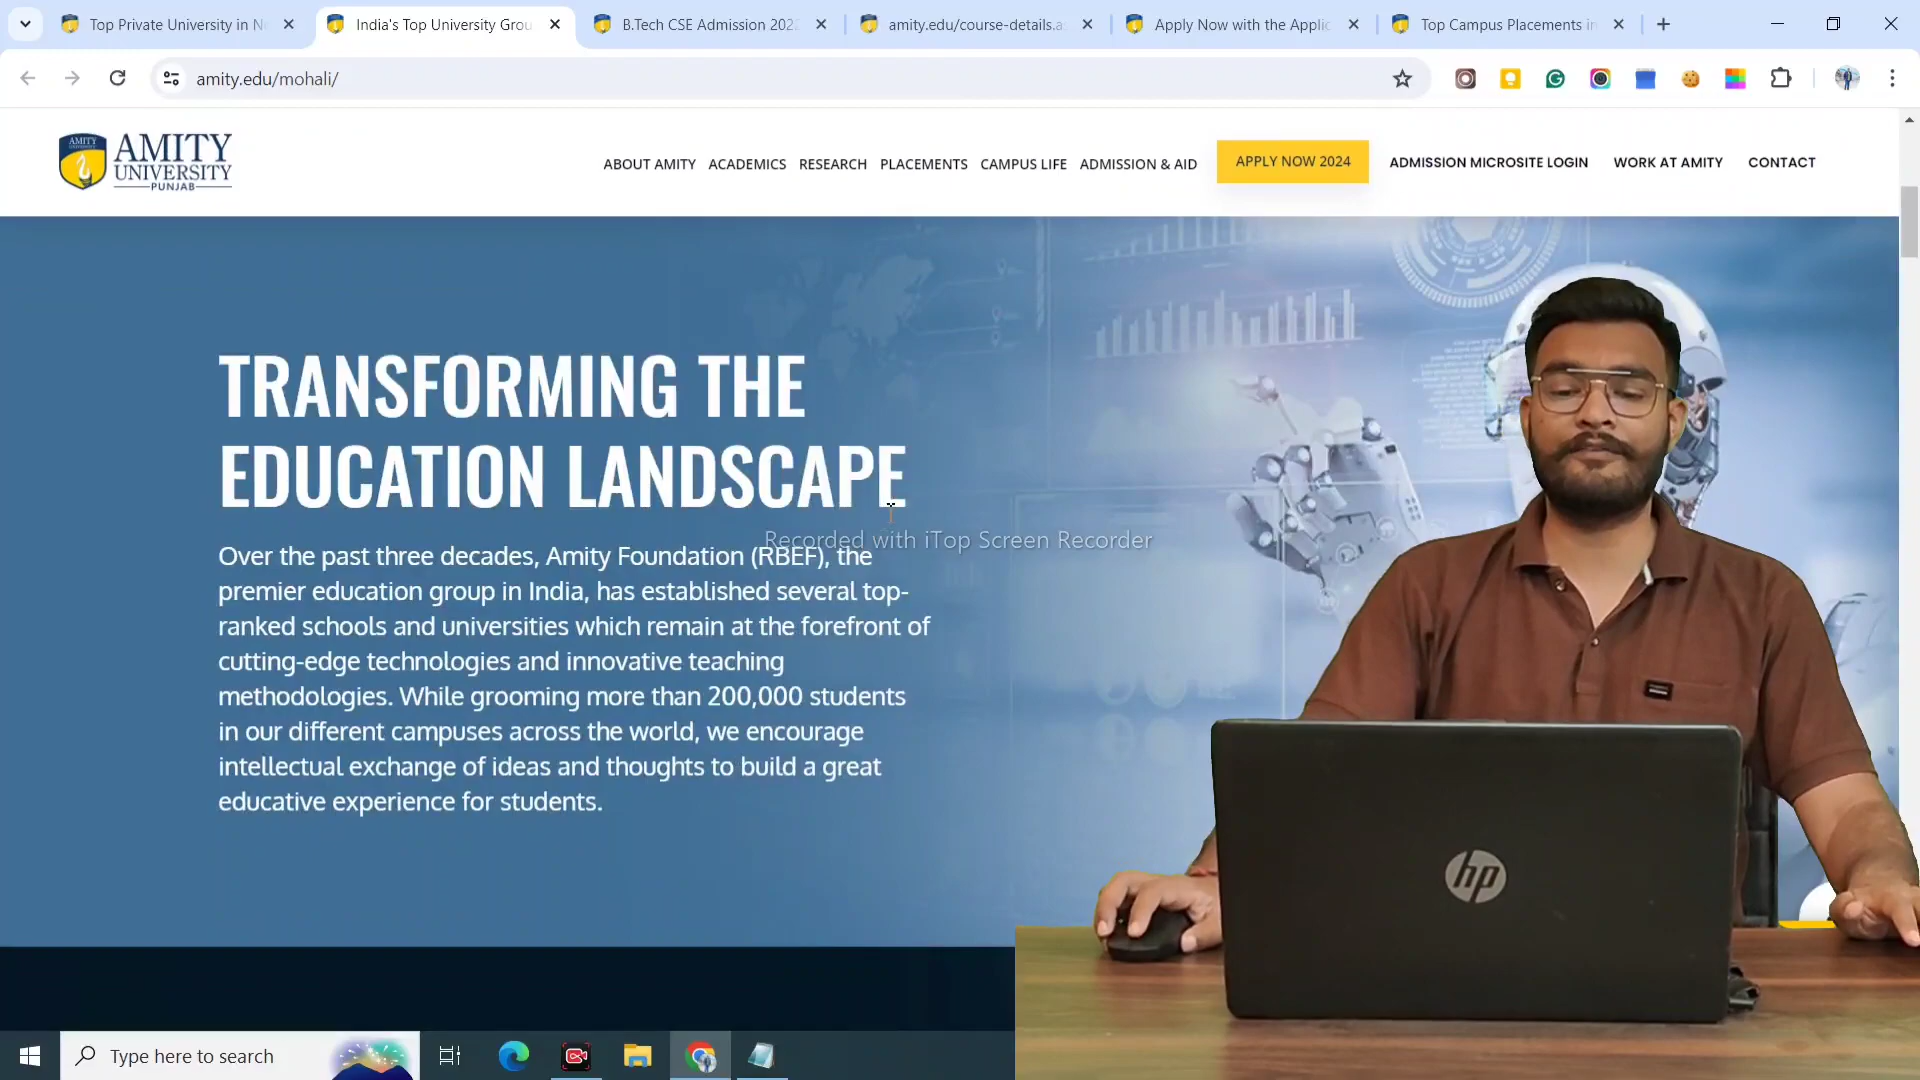 Top Private University in N
India's Top University Grou
B.Tech CSE Admission 202
amity.edu/course-details.as
Apply Now with the Applic
Top Campus Placements in
amity.edu/mohali/
AMITY
AMITY
UNIVERSITY
PUNJAB
ABOUT AMITY
ACADEMICS
RESEARCH
PLACEMENTS
CAMPUS LIFE
ADMISSION & AID
APPLY NOW 2024
ADMISSION MICROSITE LOGIN
WORK AT AMITY
CONTACT
TRANSFORMING THE
EDUCATION LANDSCAPE
Recorded with iTop Screen Recorder
Over the past three decades, Amity Foundation (RBEF), the
premier education group in India, has established several top-
ranked schools and universities which remain at the forefront of
cutting-edge technologies and innovative teaching
methodologies. While grooming more than 200,000 students
in our different campuses across the world, we encourage
intellectual exchange of ideas and thoughts to build a great
educative experience for students.
hp
Type here to search